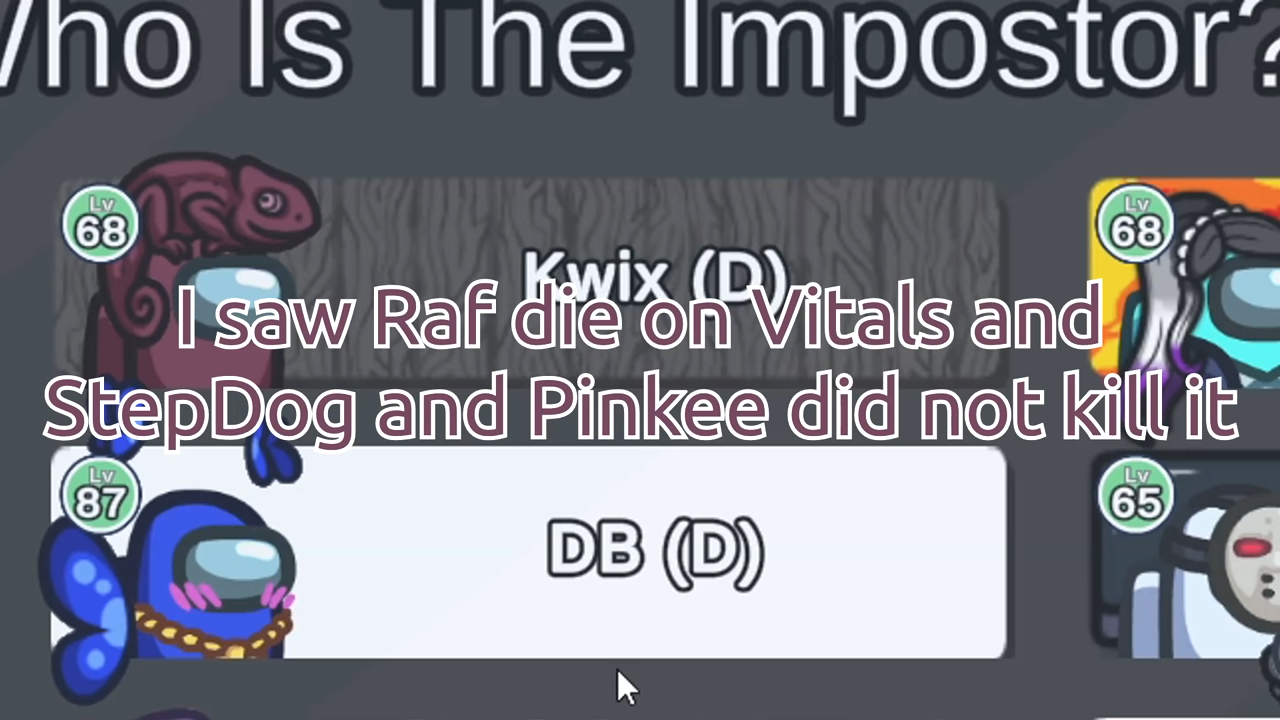 Who Is The Impostor?
Lv
68
Kwix (D)
Lv
68
I saw Raf die on Vitals and
StepDog and Pinkee did not kill it
Lv
87
DB (D)
Lv
65